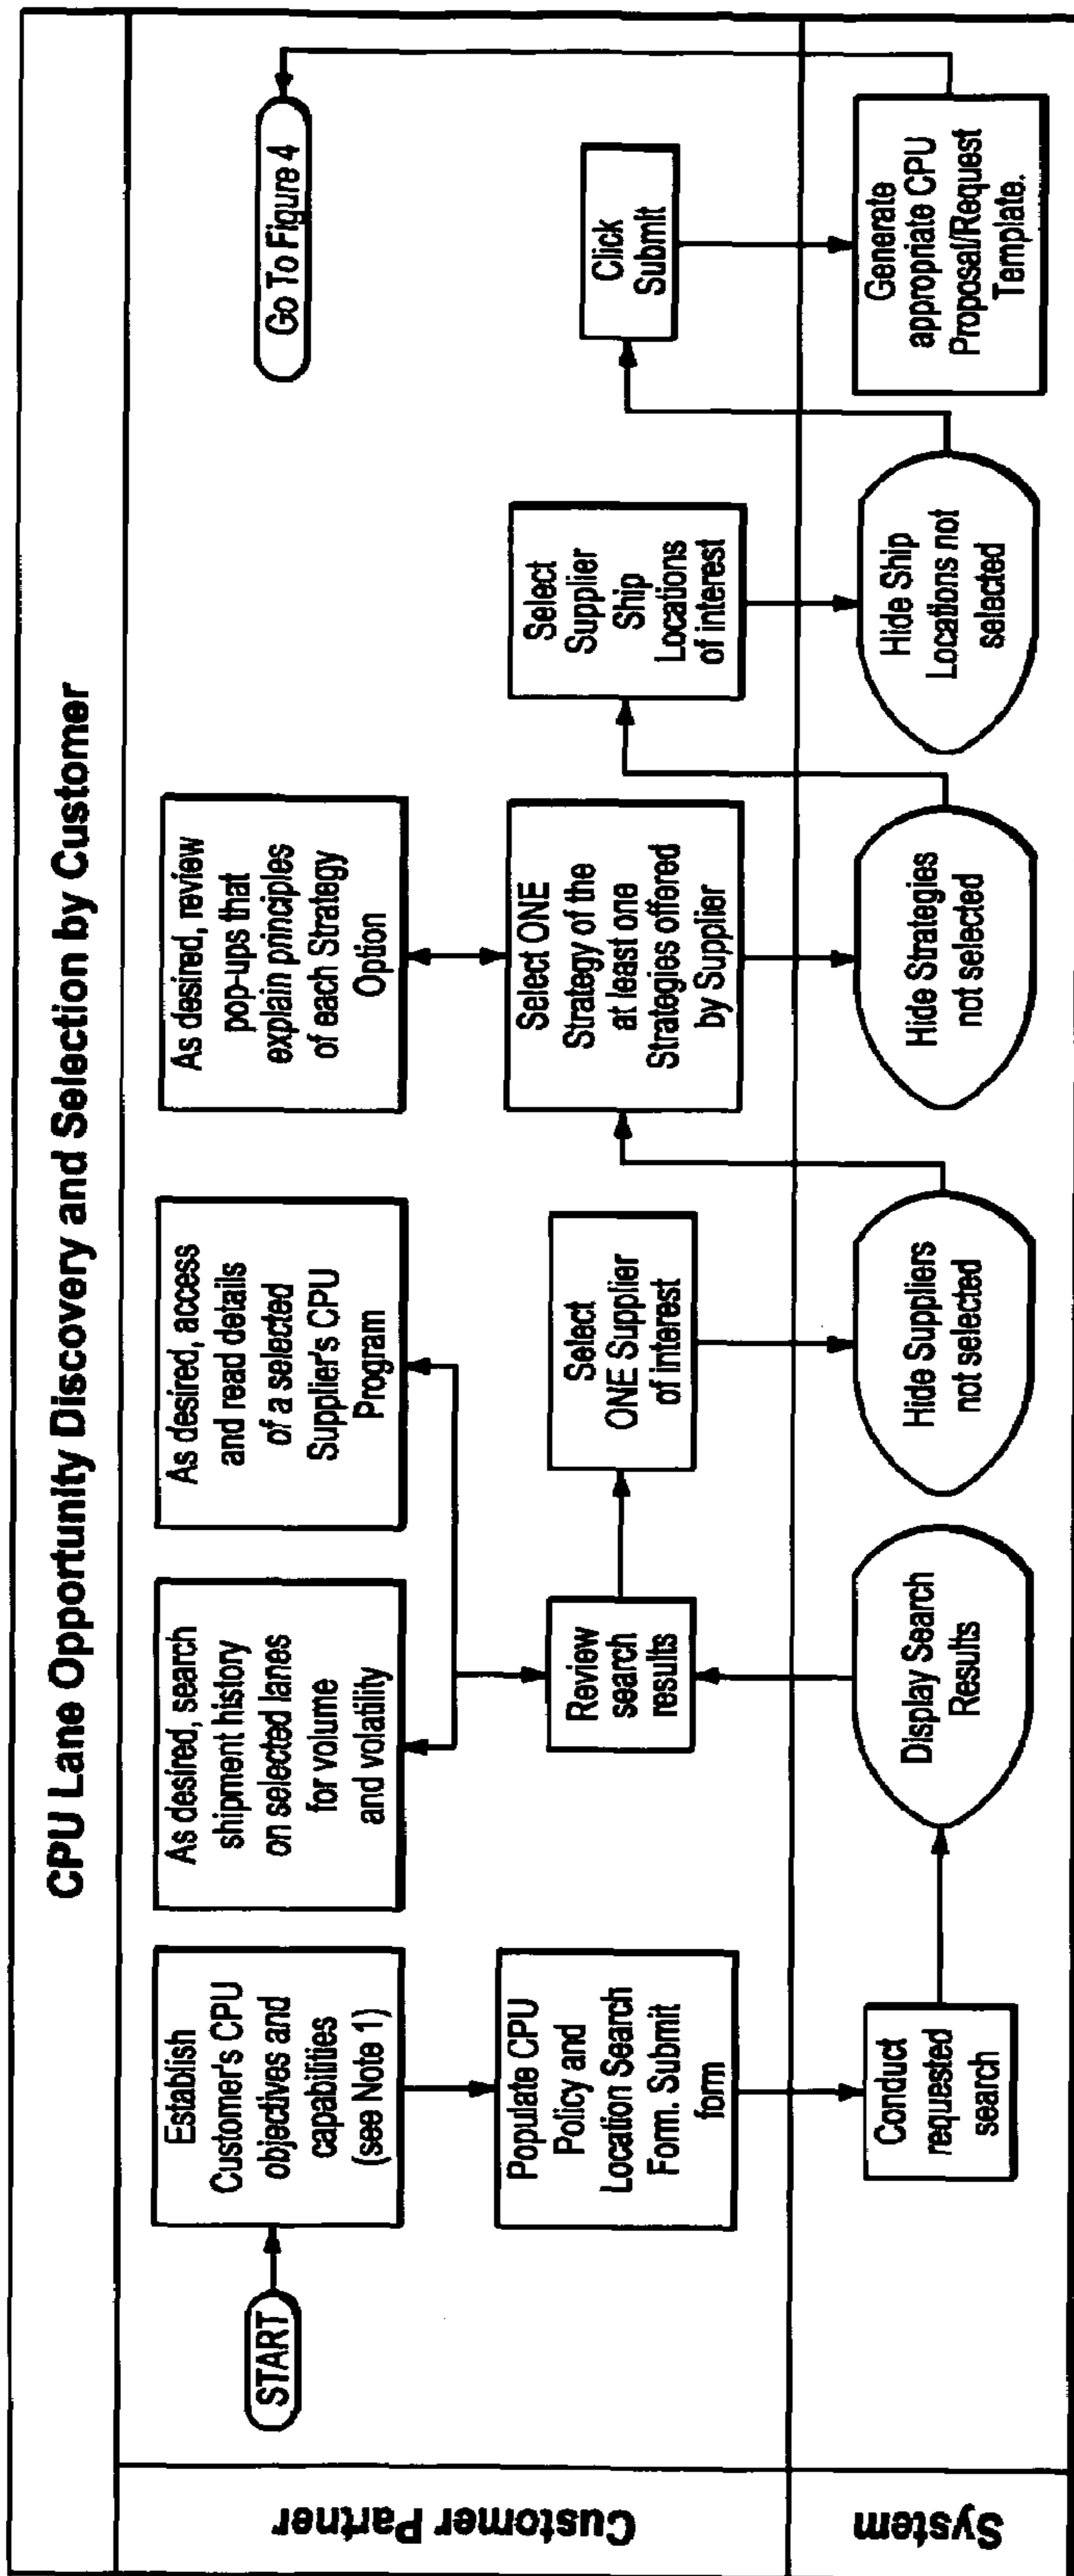 CPU Lane Opportunity Discovery and Selection by Customer
Customer Partner
START
Establish
Customer's CPU
objectives and
capabilities
(see Note 1)
Populate CPU
Policy and
Location Search
Form. Submit
form
As desired, search
shipment history
on selected lanes
for volume
and volatility
As desired, access
and read details
of a selected
Supplier's CPU
Program
Review
search
results
Select
ONE Supplier
of interest
As desired, review
pop-ups that
explain principles
of each Strategy
Option
Select ONE
Strategy of the
at least one
Strategies offered
by Supplier
Select
Supplier
Ship
Locations
of interest
Click
Submit
Go To Figure 4
System
Conduct
requested
search
Display Search
Results
Hide Suppliers
not selected
Hide Strategies
not selected
Hide Ship
Locations not
selected
Generate
appropriate CPU
Proposal/Request
Template.